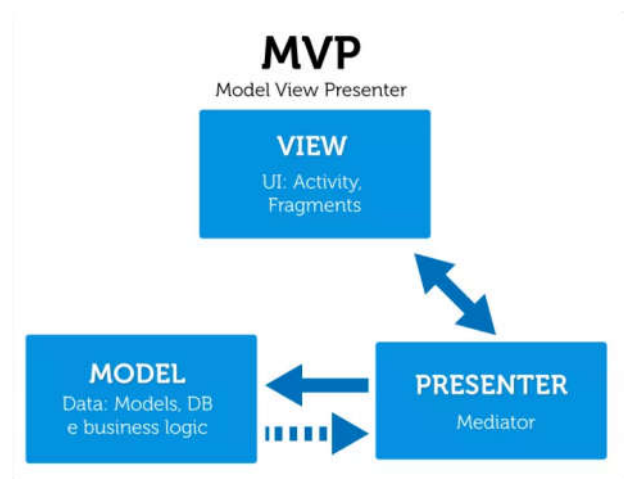 MVP
Model View Presenter
VIEW
UI: Activity,
Fragments
MODEL
Data: Models, DB
e business logic
PRESENTER
Mediator